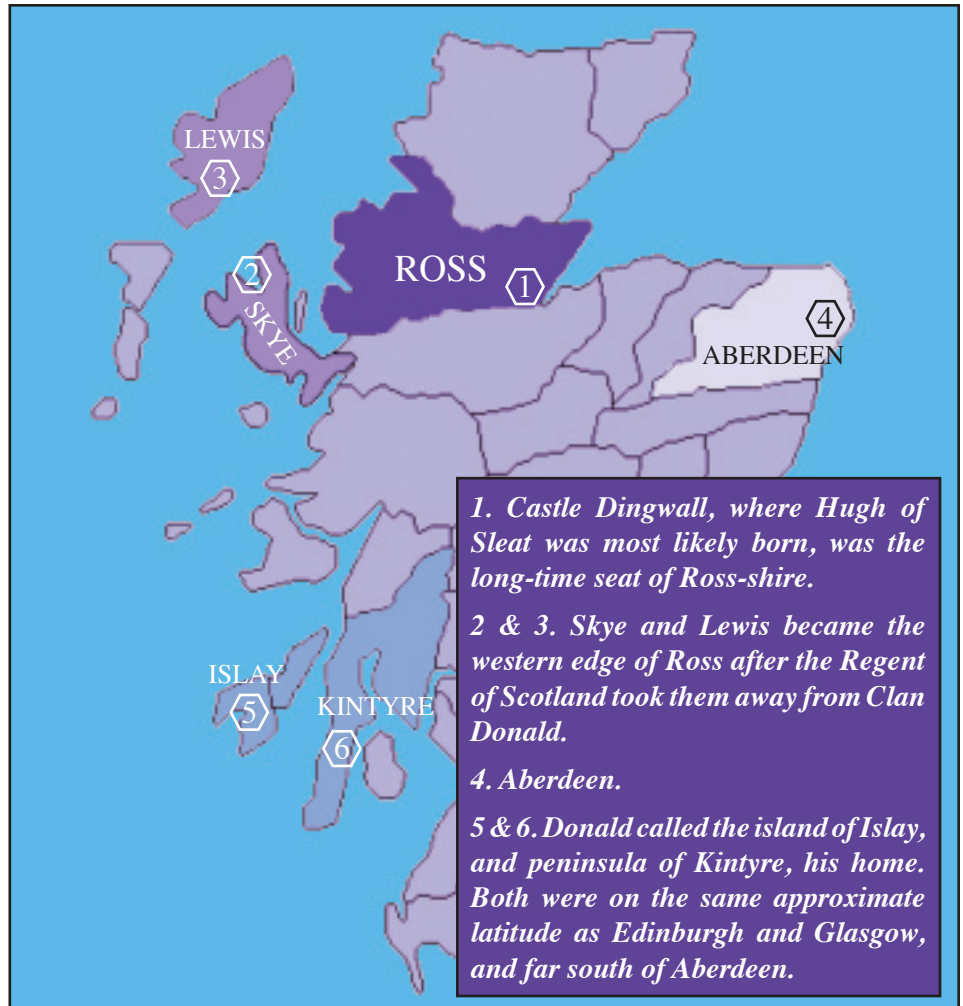 LEWIS
3
2
SKYE
ROSS
1
4
ABERDEEN
ISLAY
5
KINTYRE
6
1. Castle Dingwall, where Hugh of
Sleat was most likely born, was the
long-time seat of Ross-shire.
2 & 3. Skye and Lewis became the
western edge of Ross after the Regent
of Scotland took them away from Clan
Donald.
4. Aberdeen.
5 & 6. Donald called the island of Islay,
and peninsula of Kintyre, his home.
Both were on the same approximate
latitude as Edinburgh and Glasgow,
and far south of Aberdeen.